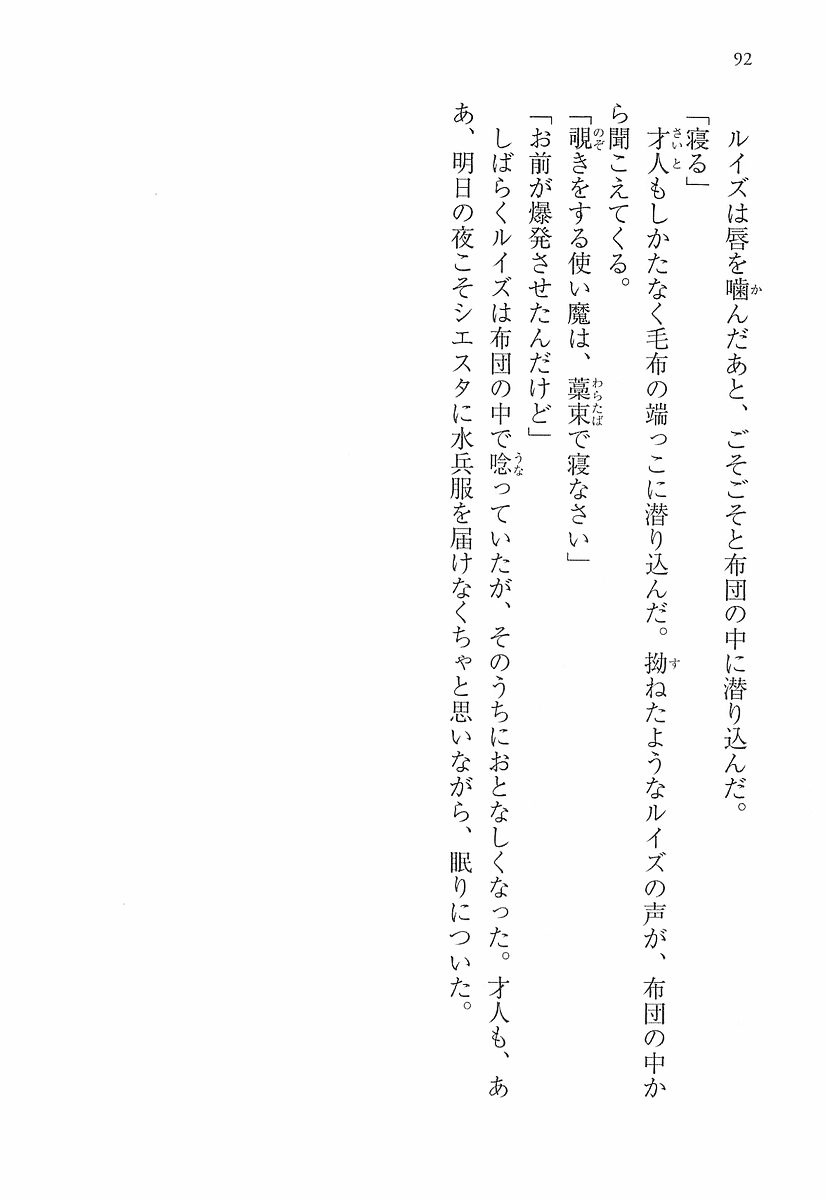 92
ルイズは唇を噛んだあと、ごそごそと布団の中に潜り込んだ。
「寝る」
才人もしかたなく毛布の端っこに潜り込んだ。拗ねたようなルイズの声が、布団の中か
ら聞こえてくる。
「覗きをする使い魔は、藁束で寝なさい」
「お前が爆発させたんだけど」
しばらくルイズは布団の中で唸っていたが、そのうちにおとなしくなった。才人も、あ
あ、明日の夜こそシエスタに水兵服を届けなくちゃと思いながら、眠りについた。